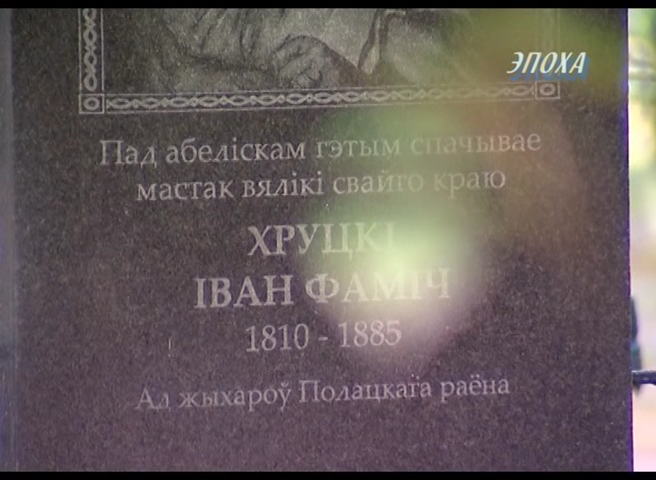 ЭПОХА
Пад абеліскам гэтым спачывае
мастак вялікі свайго краю
ХРУЦКІ
ІВАН ФАМІЧ
1810 - 1885
Ад жыхароў Полацкага раёна